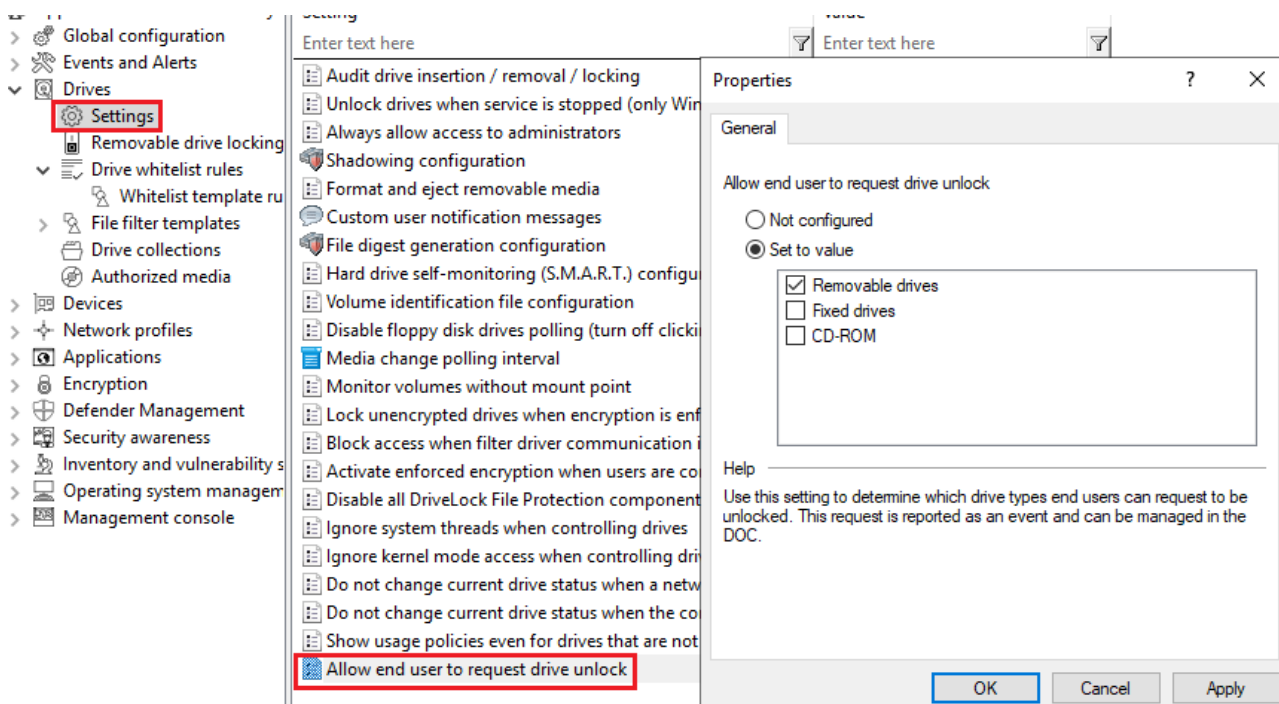 Setting
Value
Enter text here
Enter text here
Global configuration
Events and Alerts
Drives
Settings
Removable drive locking
Drive whitelist rules
Whitelist template ru
File filter templates
Drive collections
Authorized media
Devices
Network profiles
Applications
Encryption
Defender Management
Security awareness
Inventory and vulnerability s
Operating system managem
Management console
Audit drive insertion / removal / locking
Unlock drives when service is stopped (only Win
Always allow access to administrators
Shadowing configuration
Format and eject removable media
Custom user notification messages
File digest generation configuration
Hard drive self-monitoring (S.M.A.R.T.) configu
Volume identification file configuration
Disable floppy disk drives polling (turn off clicki
Media change polling interval
Monitor volumes without mount point
Lock unencrypted drives when encryption is enf
Block access when filter driver communication i
Activate enforced encryption when users are co
Disable all DriveLock File Protection component
Ignore system threads when controlling drives
Ignore kernel mode access when controlling driv
Do not change current drive status when a netw
Do not change current drive status when the co
Show usage policies even for drives that are not
Allow end user to request drive unlock
Properties ? X
General
Allow end user to request drive unlock
Not configured
Set to value
Removable drives
Fixed drives
CD-ROM
Help
Use this setting to determine which drive types end users can request to be
unlocked. This request is reported as an event and can be managed in the
DOC.
OK Cancel Apply